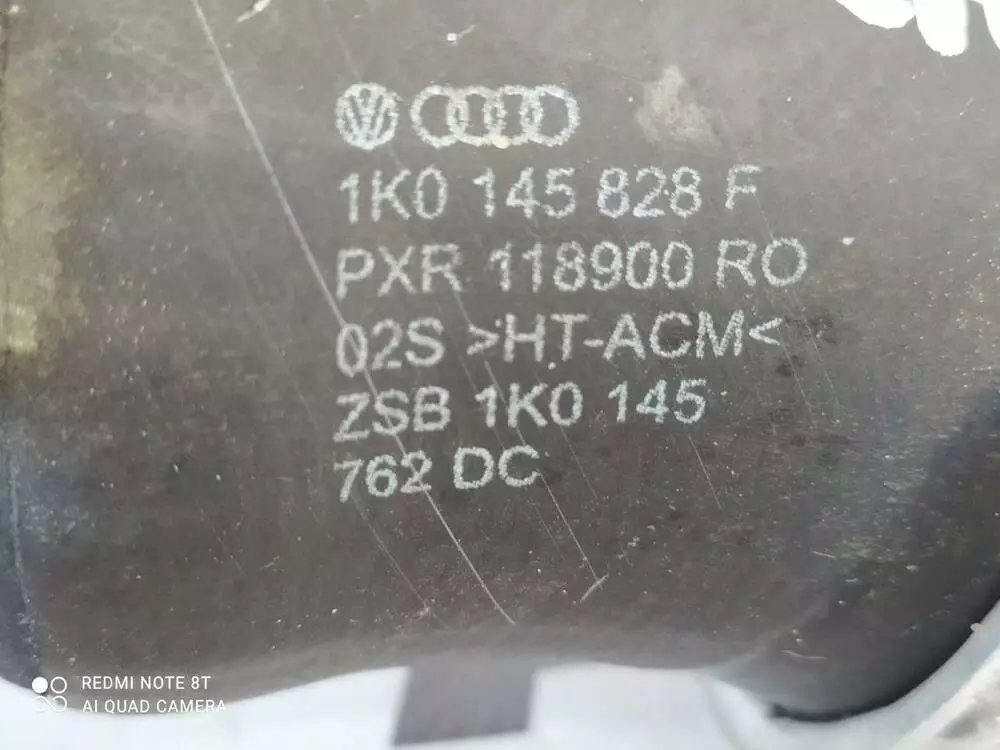 1K0 145 828 F
PXR 118900 RO
02S >HT-ACM<
ZSB 1K0 145
762 DC
REDMI NOTE 8T
AI QUAD CAMERA